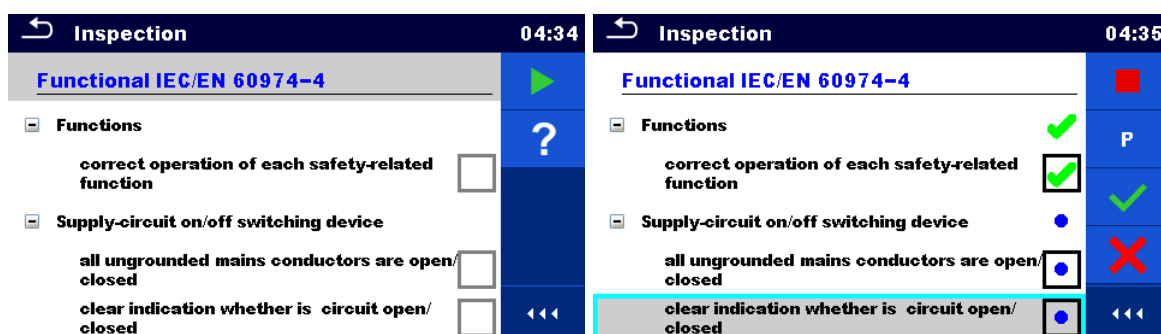 Inspection 04:34
Functional IEC/EN 60974-4
Functions
correct operation of each safety-related
function
Supply-circuit on/off switching device
all ungrounded mains conductors are open/
closed
clear indication whether is circuit open/
closed
?
Inspection 04:35
Functional IEC/EN 60974-4
Functions
correct operation of each safety-related
function
Supply-circuit on/off switching device
all ungrounded mains conductors are open/
closed
clear indication whether is circuit open/
closed
P